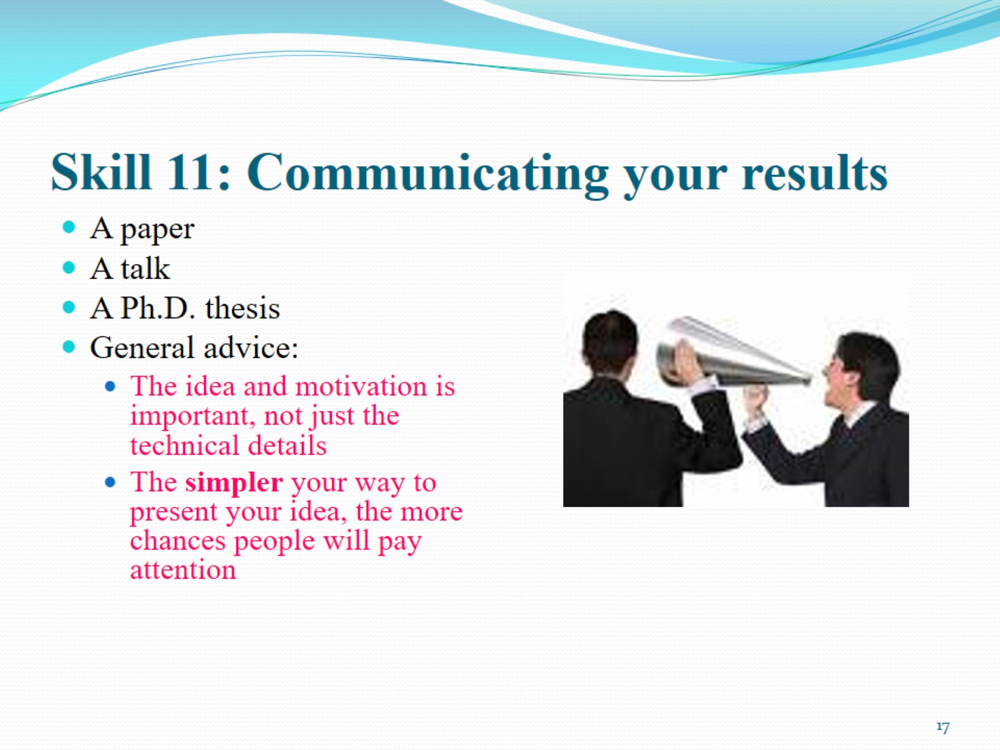 Skill 11: Communicating your results
A paper
A talk
A Ph.D. thesis
General advice:
The idea and motivation is
important, not just the
technical details
The simpler your way to
present your idea, the more
chances people will pay
attention
17